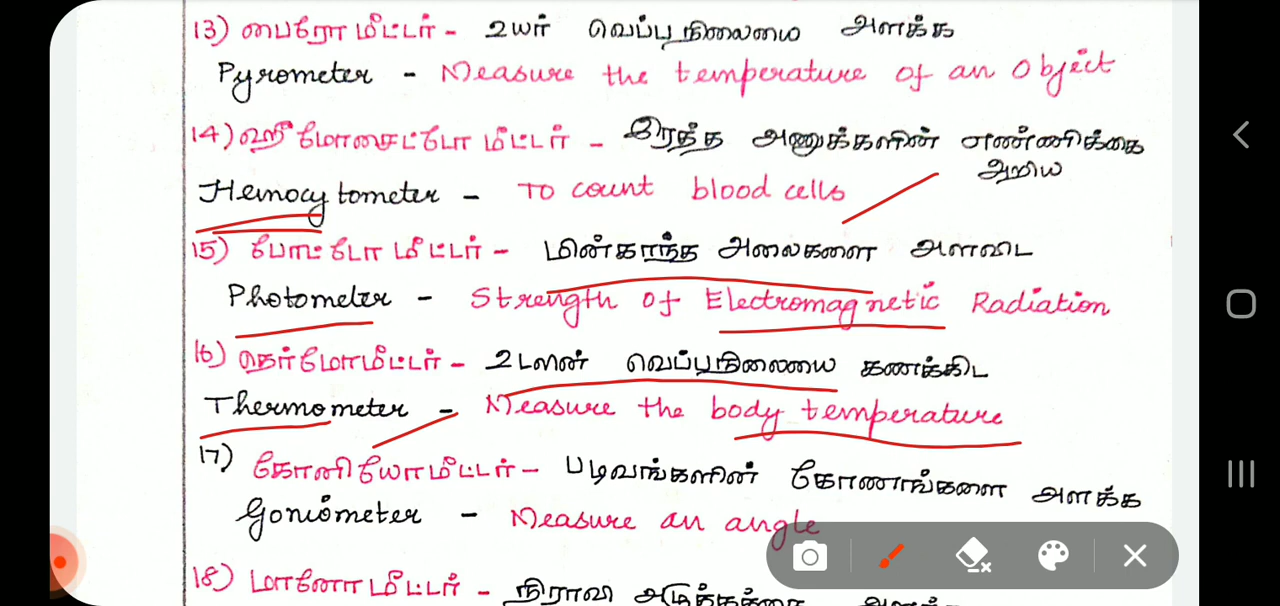 13) பைரோ மீட்டர் - உயர் வெப்பநிலைமை அளக்க
Pyrometer - Measure the temperature of an Object
14) ஹீமோசைட்டோ மீட்டர் - இரத்த அணுக்களின் எண்ணிக்கை
அறிய
Hemocytometer - To count blood cells
15) போட்டோ மீட்டர் - மின்காந்த அலைகளை அளவிட
Photometer - Strength of Electromagnetic Radiation
16) தெர்மோமீட்டர் - உடலின் வெப்பநிலையை கணக்கிட
Thermometer - Measure the body temperature
17) கோனியோமீட்டர் - படிவங்களின் கோணங்களை அளக்க
Goniometer - Measure an angle
18) மானோ மீட்டர் - நீராவி அழுத்தத்தை அளக்க